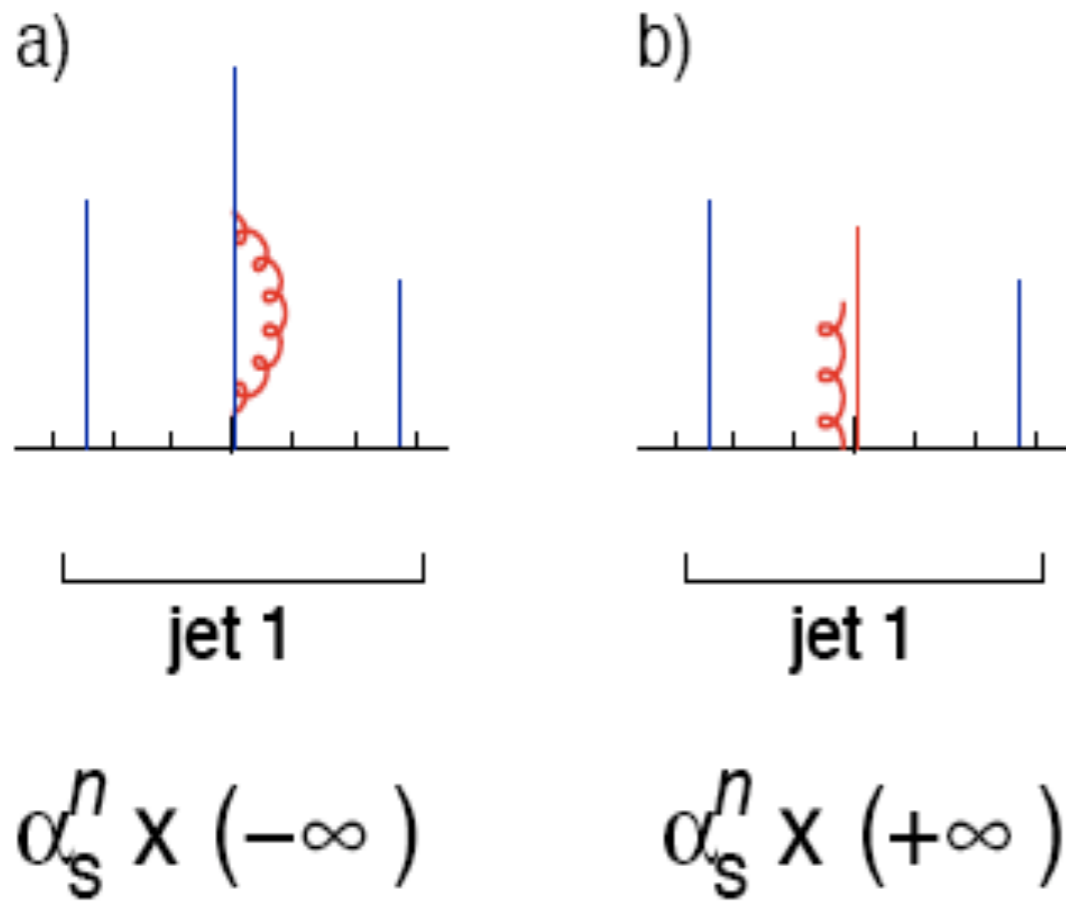 a)
b)
jet 1
jet 1
αₛⁿ x (−∞)
αₛⁿ x (+∞)